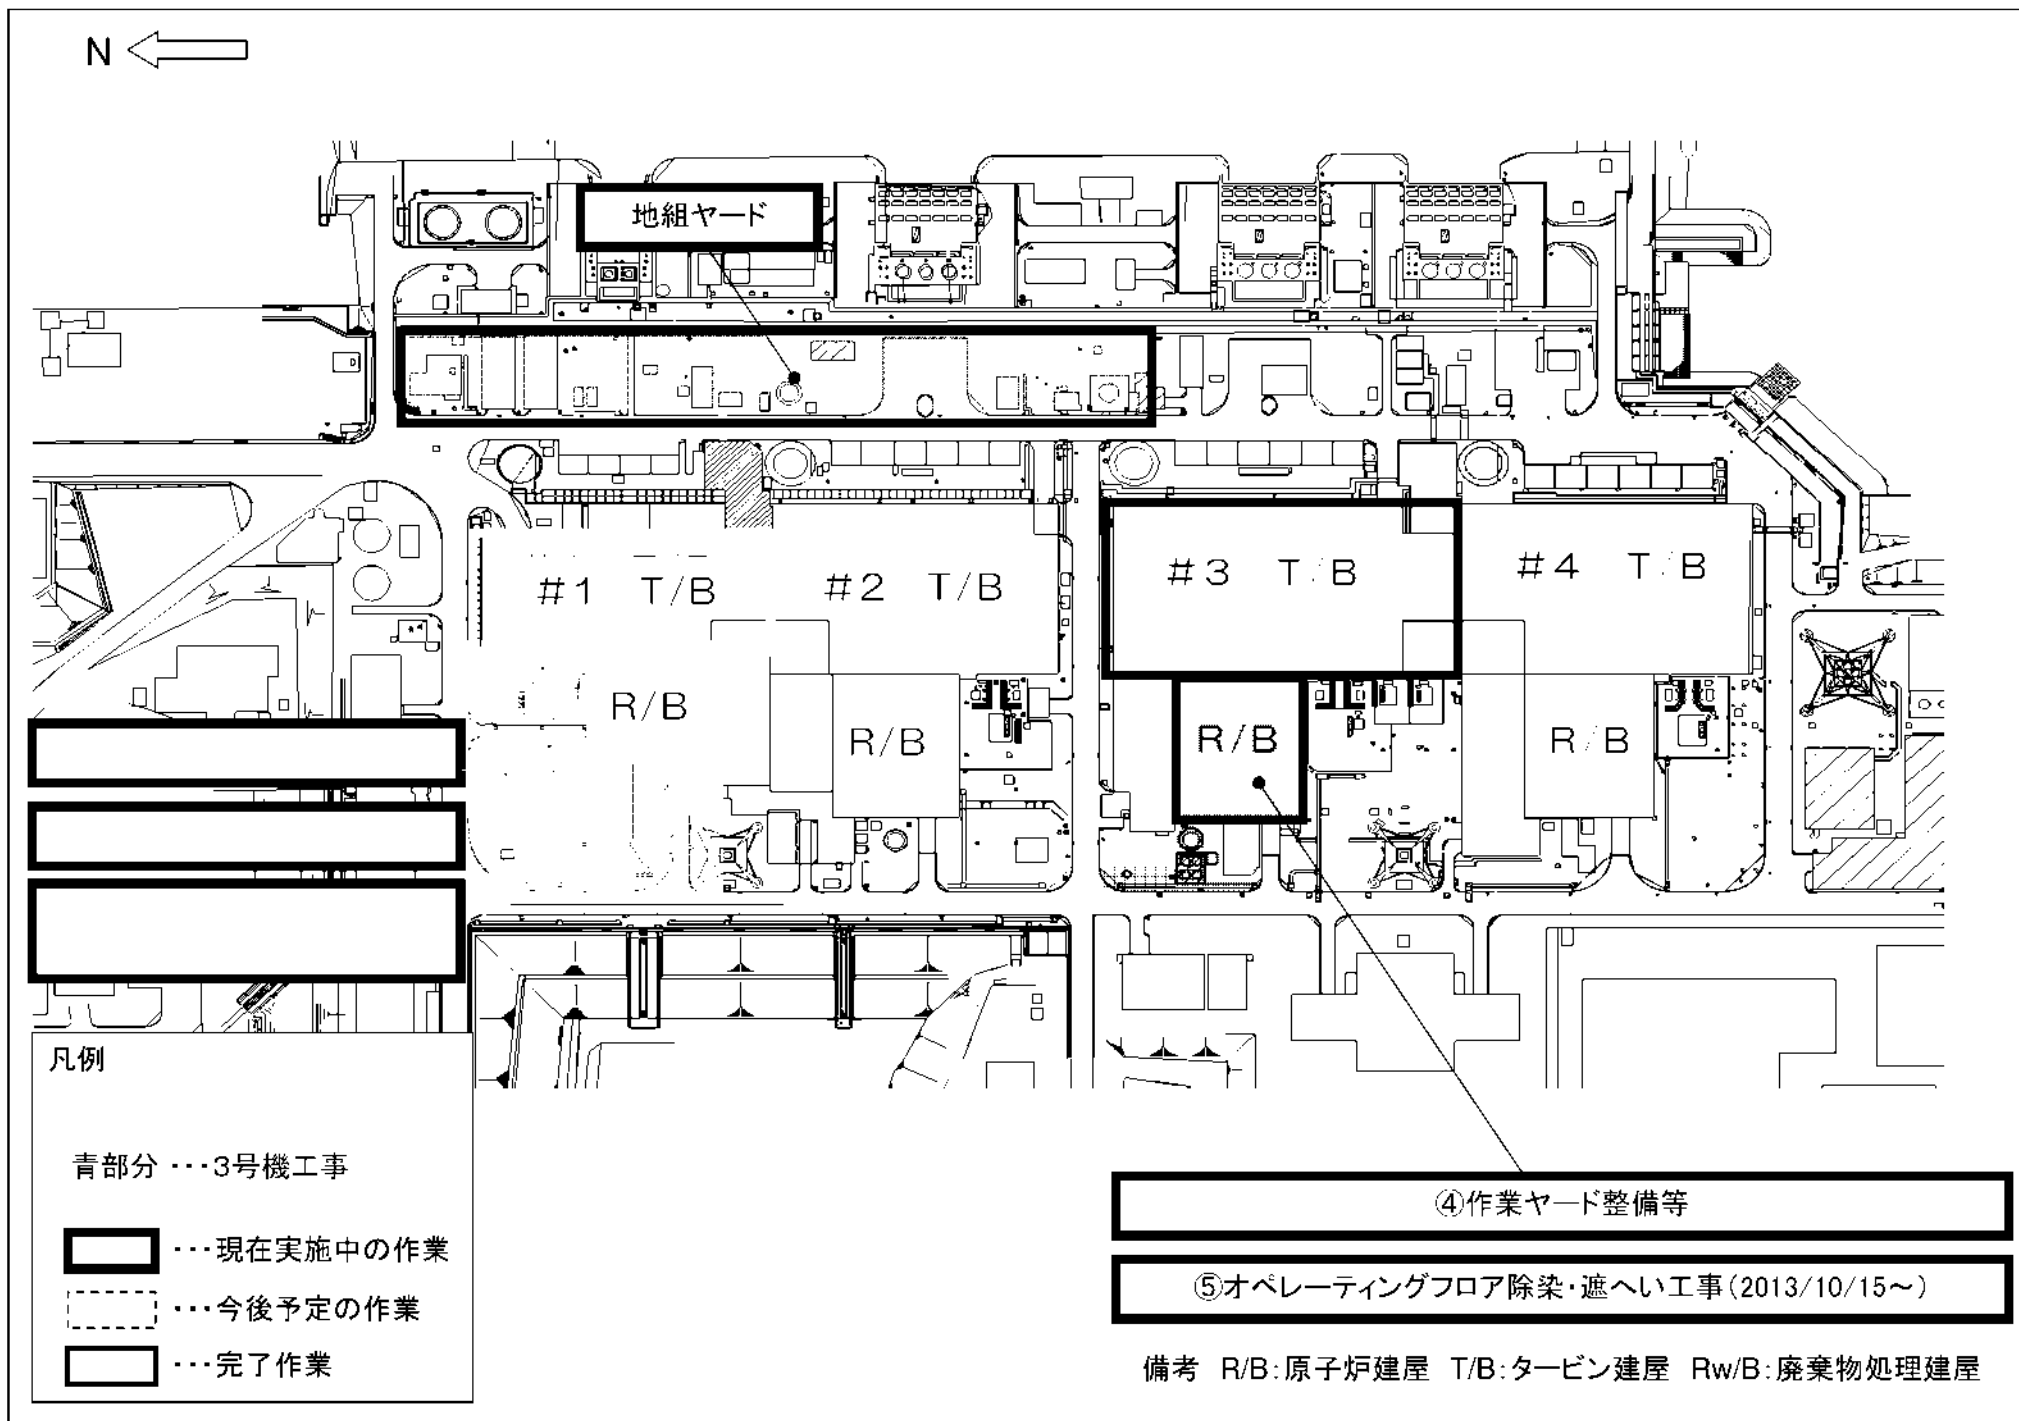 N
地組ヤード
#1 T/B
#2 T/B
#3 T/B
#4 T/B
R/B
R/B
R/B
R/B
凡例
青部分 ･･･3号機工事
･･･現在実施中の作業
･･･今後予定の作業
･･･完了作業
④作業ヤード整備等
⑤オペレーティングフロア除染･遮へい工事(2013/10/15～)
備考 R/B:原子炉建屋 T/B:タービン建屋 Rw/B:廃棄物処理建屋